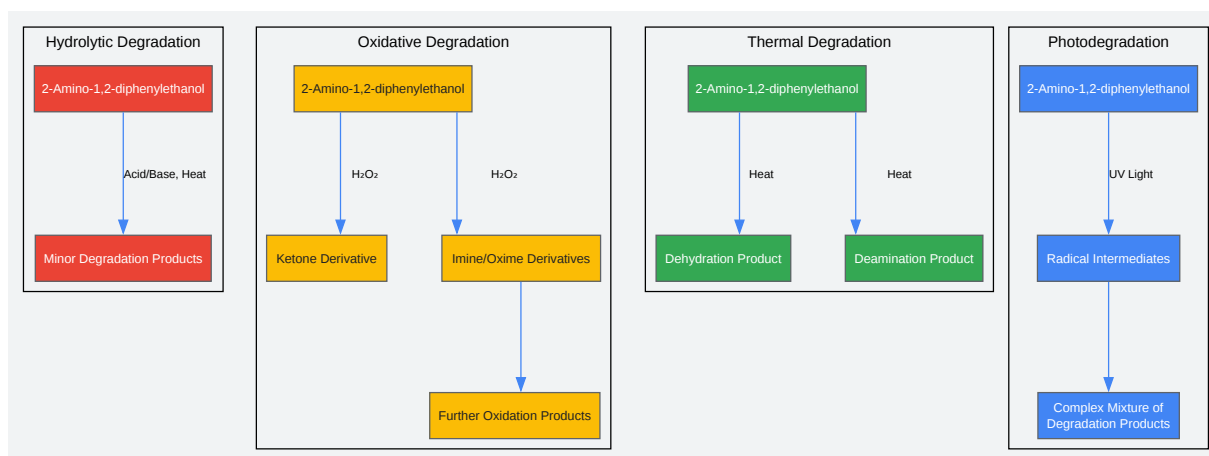 Hydrolytic Degradation
2-Amino-1,2-diphenylethanol
Acid/Base, Heat
Minor Degradation Products
Oxidative Degradation
2-Amino-1,2-diphenylethanol
H₂O₂
H₂O₂
Ketone Derivative
Imine/Oxime Derivatives
Further Oxidation Products
Thermal Degradation
2-Amino-1,2-diphenylethanol
Heat
Heat
Dehydration Product
Deamination Product
Photodegradation
2-Amino-1,2-diphenylethanol
UV Light
Radical Intermediates
Complex Mixture of
Degradation Products